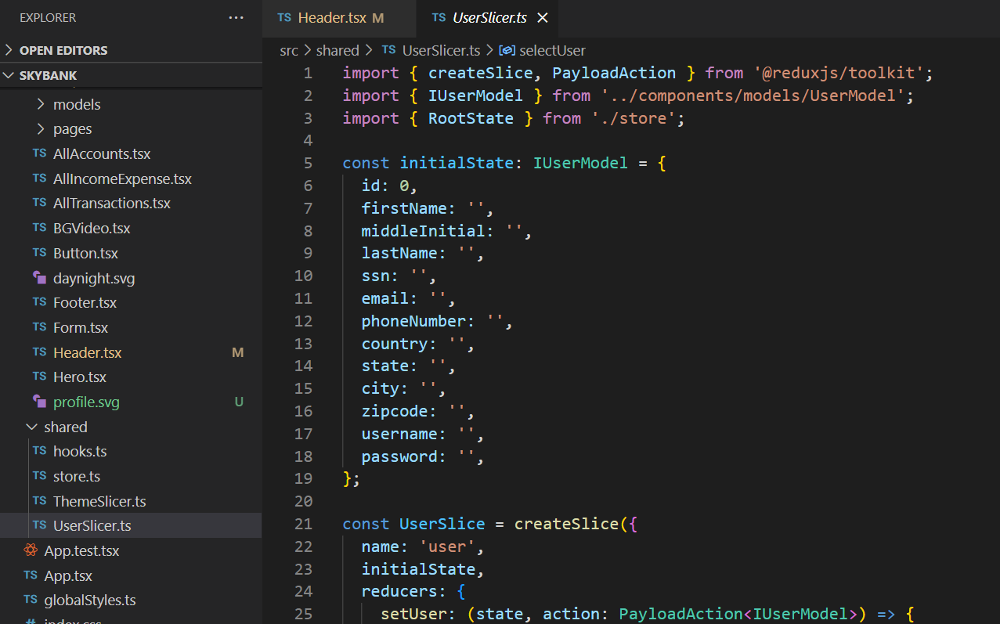 EXPLORER ...
OPEN EDITORS
SKYBANK
models
pages
TS AllAccounts.tsx
TS AllIncomeExpense.tsx
TS AllTransactions.tsx
TS BGVideo.tsx
TS Button.tsx
daynight.svg
TS Footer.tsx
TS Form.tsx
TS Header.tsx M
TS Hero.tsx
profile.svg U
shared
TS hooks.ts
TS store.ts
TS ThemeSlicer.ts
TS UserSlicer.ts
App.test.tsx
TS App.tsx
TS globalStyles.ts
# index.css
TS Header.tsx M TS UserSlicer.ts ×
src > shared > TS UserSlicer.ts > selectUser
1 import { createSlice, PayloadAction } from '@reduxjs/toolkit';
2 import { IUserModel } from '../components/models/UserModel';
3 import { RootState } from './store';
4
5 const initialState: IUserModel = {
6 id: 0,
7 firstName: '',
8 middleInitial: '',
9 lastName: '',
10 ssn: '',
11 email: '',
12 phoneNumber: '',
13 country: '',
14 state: '',
15 city: '',
16 zipcode: '',
17 username: '',
18 password: '',
19 };
20
21 const UserSlice = createSlice({
22 name: 'user',
23 initialState,
24 reducers: {
25 setUser: (state, action: PayloadAction<IUserModel>) => {